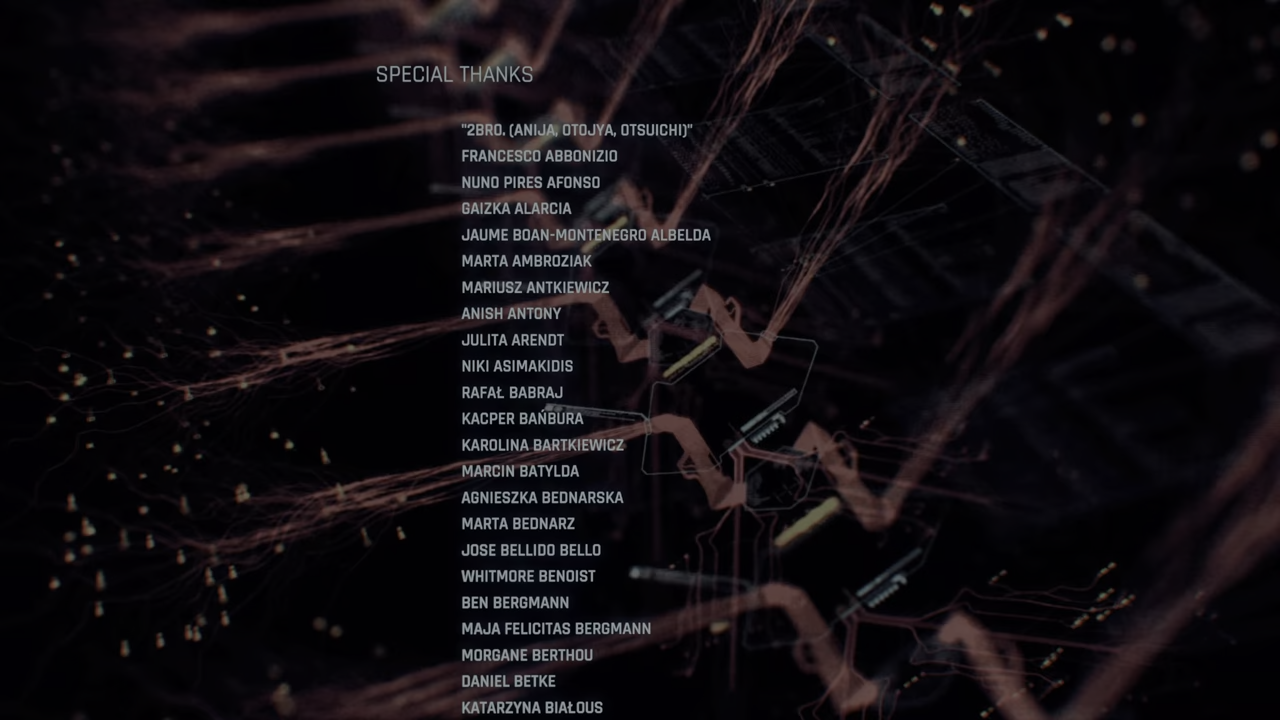 SPECIAL THANKS
"2BRO. (ANIJA, OTOJYA, OTSUICHI)"
FRANCESCO ABBONIZIO
NUNO PIRES AFONSO
GAIZKA ALARCIA
JAUME BOAN-MONTENEGRO ALBELDA
MARTA AMBROZIAK
MARIUSZ ANTKIEWICZ
ANISH ANTONY
JULITA ARENDT
NIKI ASIMAKIDIS
RAFAŁ BABRAJ
KACPER BAŃBURA
KAROLINA BARTKIEWICZ
MARCIN BATYLDA
AGNIESZKA BEDNARSKA
MARTA BEDNARZ
JOSE BELLIDO BELLO
WHITMORE BENOIST
BEN BERGMANN
MAJA FELICITAS BERGMANN
MORGANE BERTHOU
DANIEL BETKE
KATARZYNA BIAŁOUS